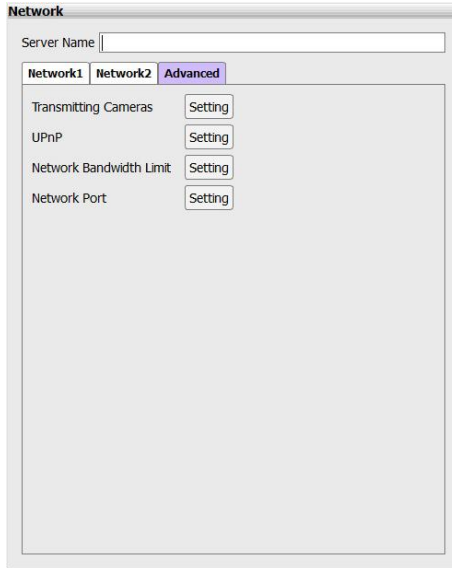 Network
Server Name
Network1 Network2 Advanced
Transmitting Cameras Setting
UPnP Setting
Network Bandwidth Limit Setting
Network Port Setting